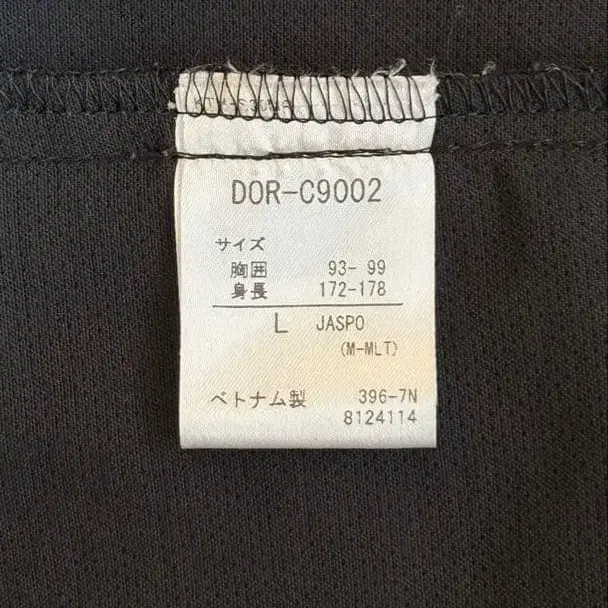 DOR-C9002
サイズ
胸囲 93- 99
身長 172-178
L JASPO
(M-MLT)
ベトナム製 396-7N
8124114